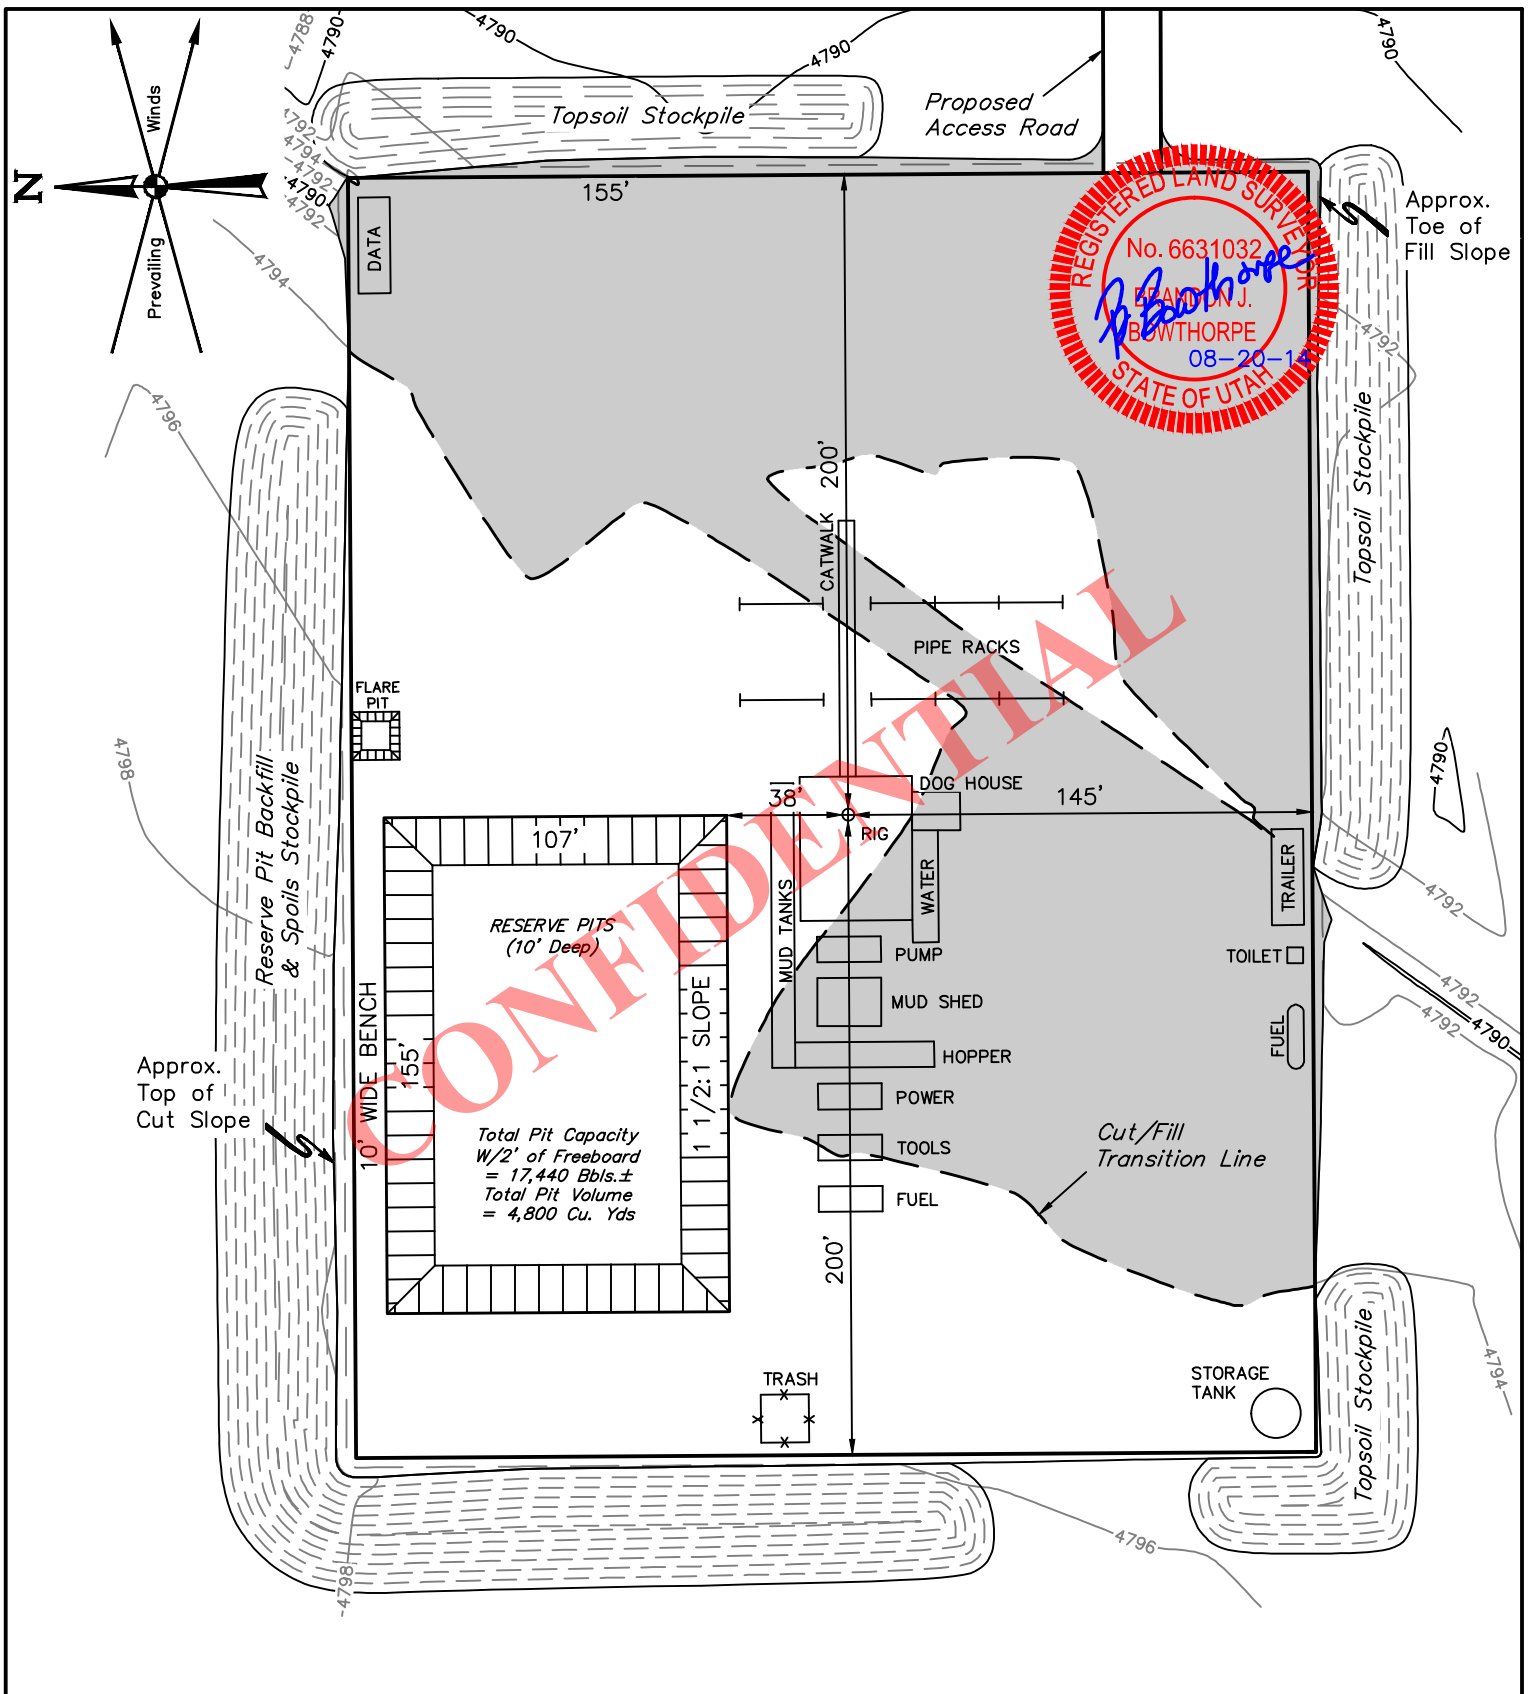 4788
4790
4790
4790
4790
Winds
Prevailing
N
Topsoil Stockpile
Proposed
Access Road
4792
4794
4792
4790
4792
155'
DATA
REGISTERED LAND SURVEYOR
No. 6631032
BRANDON J.
BOWTHORPE
B. Bowthorpe
08-20-14
STATE OF UTAH
Approx.
Toe of
Fill Slope
4794
4792
4796
Topsoil Stockpile
200'
CATWALK
PIPE RACKS
FLARE
PIT
4798
4790
Reserve Pit Backfill
& Spoils Stockpile
DOG HOUSE
38'
145'
RIG
107'
WATER
TRAILER
MUD TANKS
4792
RESERVE PITS
(10' Deep)
PUMP
TOILET
MUD SHED
4792
4792
4790
FUEL
HOPPER
10' WIDE BENCH
155'
1 1/2:1 SLOPE
Approx.
Top of
Cut Slope
POWER
Total Pit Capacity
W/2' of Freeboard
= 17,440 Bbls.±
Total Pit Volume
= 4,800 Cu. Yds
TOOLS
Cut/Fill
Transition Line
FUEL
200'
CONFIDENTIAL
TRASH
STORAGE
TANK
Topsoil Stockpile
4794
4796
4798